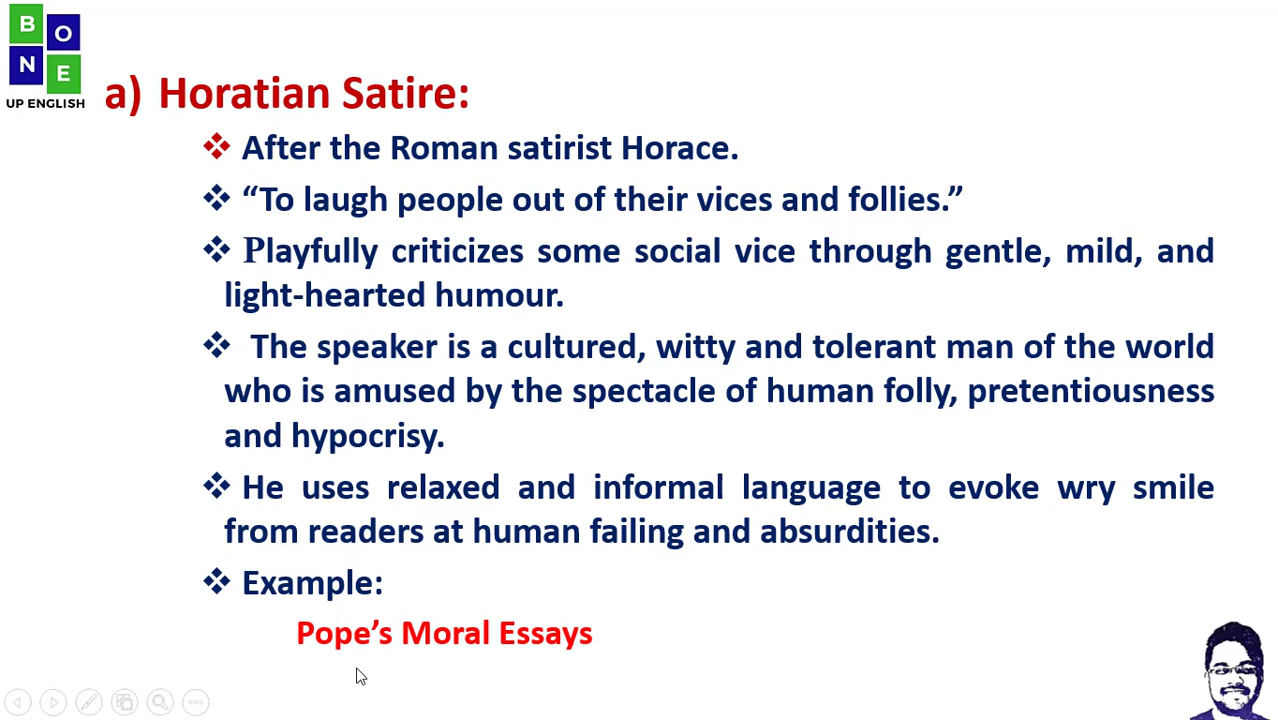 B
O
N
E
UP ENGLISH
a) Horatian Satire:
❖ After the Roman satirist Horace.
❖ “To laugh people out of their vices and follies.”
❖ Playfully criticizes some social vice through gentle, mild, and
light-hearted humour.
❖ The speaker is a cultured, witty and tolerant man of the world
who is amused by the spectacle of human folly, pretentiousness
and hypocrisy.
❖ He uses relaxed and informal language to evoke wry smile
from readers at human failing and absurdities.
❖ Example:
Pope’s Moral Essays